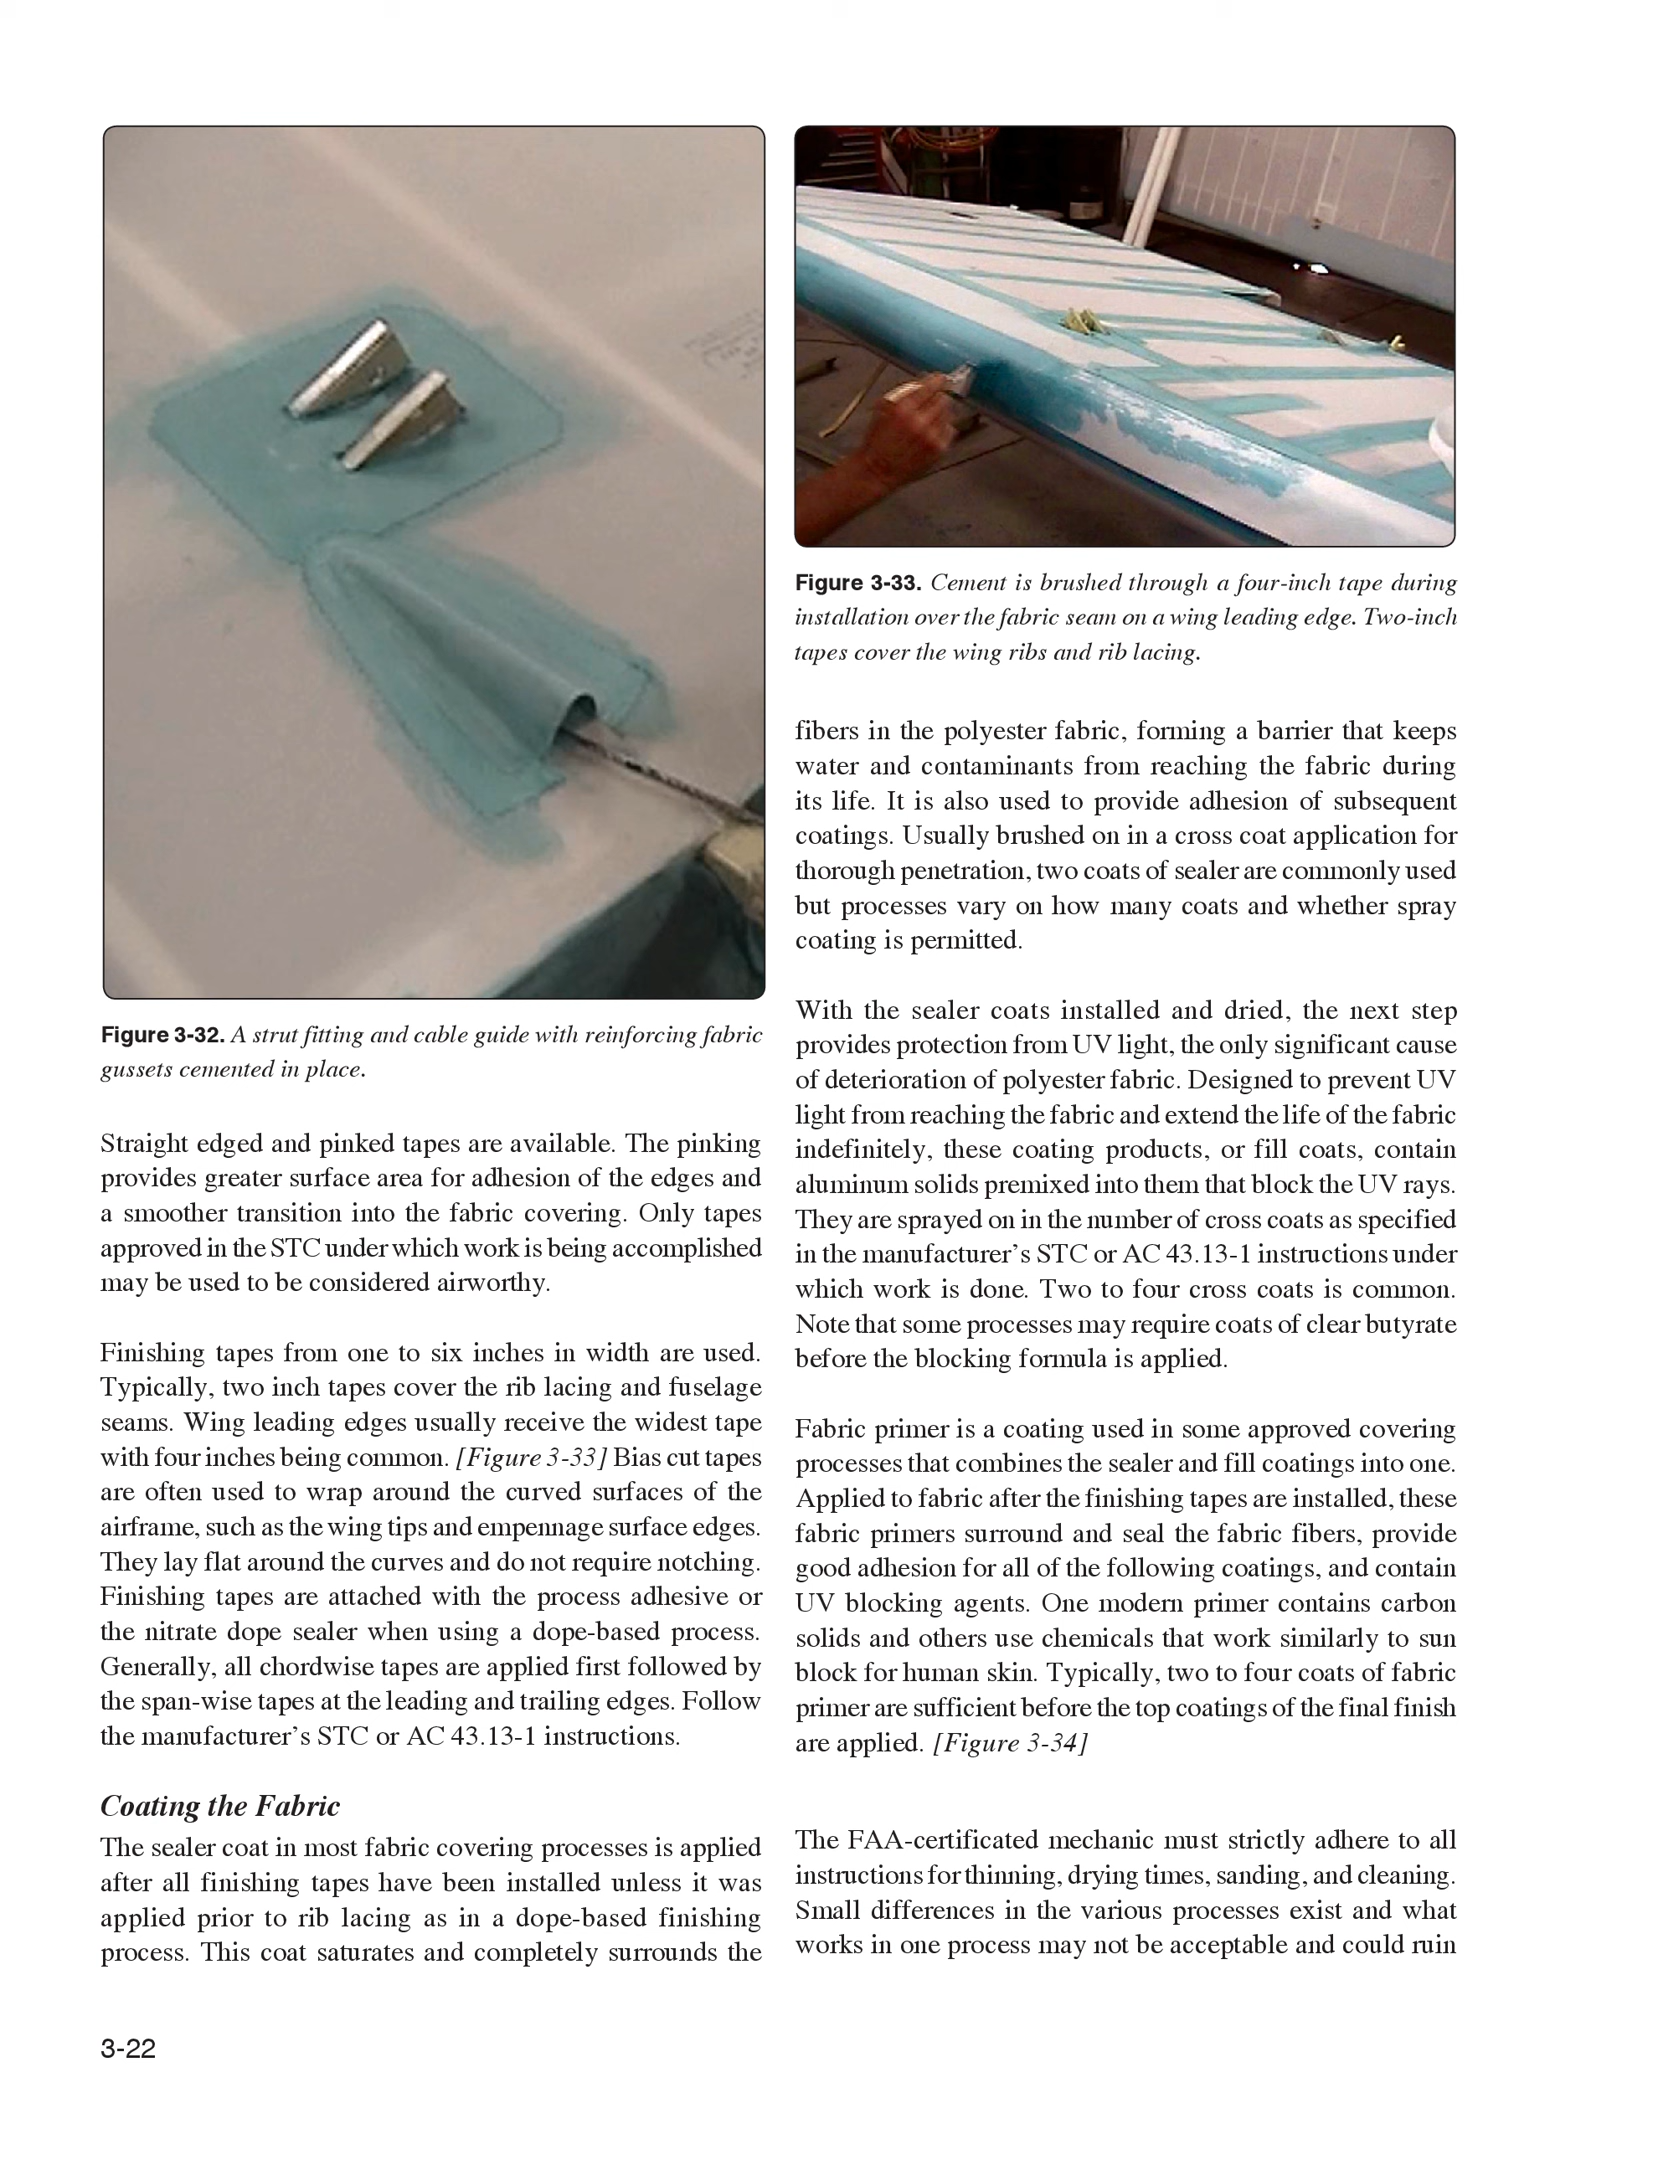 Figure 3-32. A strut fitting and cable guide with reinforcing fabric
gussets cemented in place.
Straight edged and pinked tapes are available. The pinking
provides greater surface area for adhesion of the edges and
a smoother transition into the fabric covering. Only tapes
approved in the STC under which work is being accomplished
may be used to be considered airworthy.
Finishing tapes from one to six inches in width are used.
Typically, two inch tapes cover the rib lacing and fuselage
seams. Wing leading edges usually receive the widest tape
with four inches being common. [Figure 3-33] Bias cut tapes
are often used to wrap around the curved surfaces of the
airframe, such as the wing tips and empennage surface edges.
They lay flat around the curves and do not require notching.
Finishing tapes are attached with the process adhesive or
the nitrate dope sealer when using a dope-based process.
Generally, all chordwise tapes are applied first followed by
the span-wise tapes at the leading and trailing edges. Follow
the manufacturer's STC or AC 43.13-1 instructions.
Coating the Fabric
The sealer coat in most fabric covering processes is applied
after all finishing tapes have been installed unless it was
applied prior to rib lacing as in a dope-based finishing
process. This coat saturates and completely surrounds the
Figure 3-33. Cement is brushed through a four-inch tape during
installation over the fabric seam on a wing leading edge. Two-inch
tapes cover the wing ribs and rib lacing.
fibers in the polyester fabric, forming a barrier that keeps
water and contaminants from reaching the fabric during
its life. It is also used to provide adhesion of subsequent
coatings. Usually brushed on in a cross coat application for
thorough penetration, two coats of sealer are commonly used
but processes vary on how many coats and whether spray
coating is permitted.
With the sealer coats installed and dried, the next step
provides protection from UV light, the only significant cause
of deterioration of polyester fabric. Designed to prevent UV
light from reaching the fabric and extend the life of the fabric
indefinitely, these coating products, or fill coats, contain
aluminum solids premixed into them that block the UV rays.
They are sprayed on in the number of cross coats as specified
in the manufacturer's STC or AC 43.13-1 instructions under
which work is done. Two to four cross coats is common.
Note that some processes may require coats of clear butyrate
before the blocking formula is applied.
Fabric primer is a coating used in some approved covering
processes that combines the sealer and fill coatings into one.
Applied to fabric after the finishing tapes are installed, these
fabric primers surround and seal the fabric fibers, provide
good adhesion for all of the following coatings, and contain
UV blocking agents. One modern primer contains carbon
solids and others use chemicals that work similarly to sun
block for human skin. Typically, two to four coats of fabric
primer are sufficient before the top coatings of the final finish
are applied. [Figure 3-34]
The FAA-certificated mechanic must strictly adhere to all
instructions for thinning, drying times, sanding, and cleaning.
Small differences in the various processes exist and what
works in one process may not be acceptable and could ruin
3-22